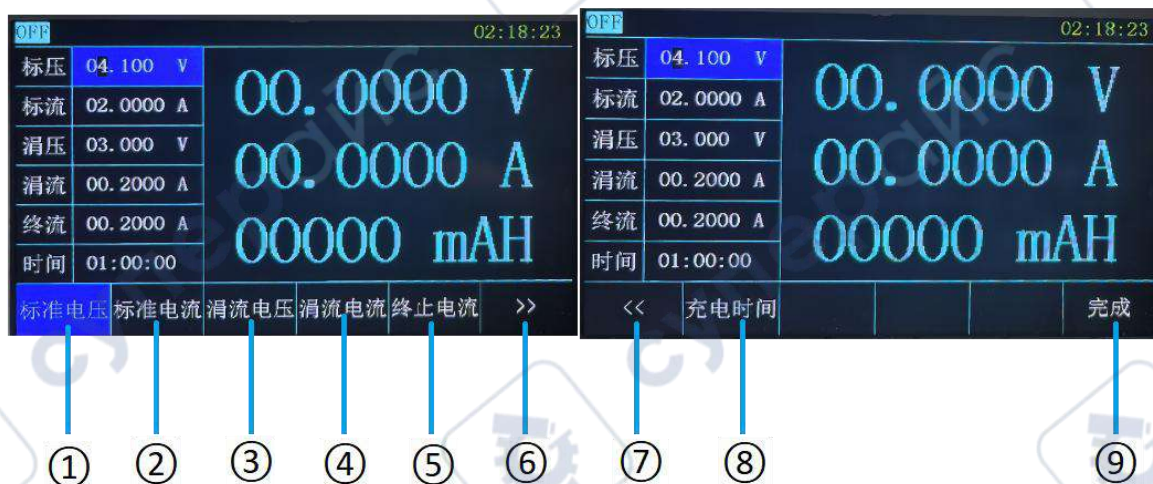 OFF 02:18:23
标压 04.100 V
标流 02.0000 A
涓压 03.000 V
涓流 00.2000 A
终流 00.2000 A
时间 01:00:00
00.0000 V
00.0000 A
00000 mAH
标准电压 标准电流 涓流电压 涓流电流 终止电流 >>
① ② ③ ④ ⑤ ⑥
OFF 02:18:23
标压 04.100 V
标流 02.0000 A
涓压 03.000 V
涓流 00.2000 A
终流 00.2000 A
时间 01:00:00
00.0000 V
00.0000 A
00000 mAH
<< 充电时间 完成
⑦ ⑧ ⑨